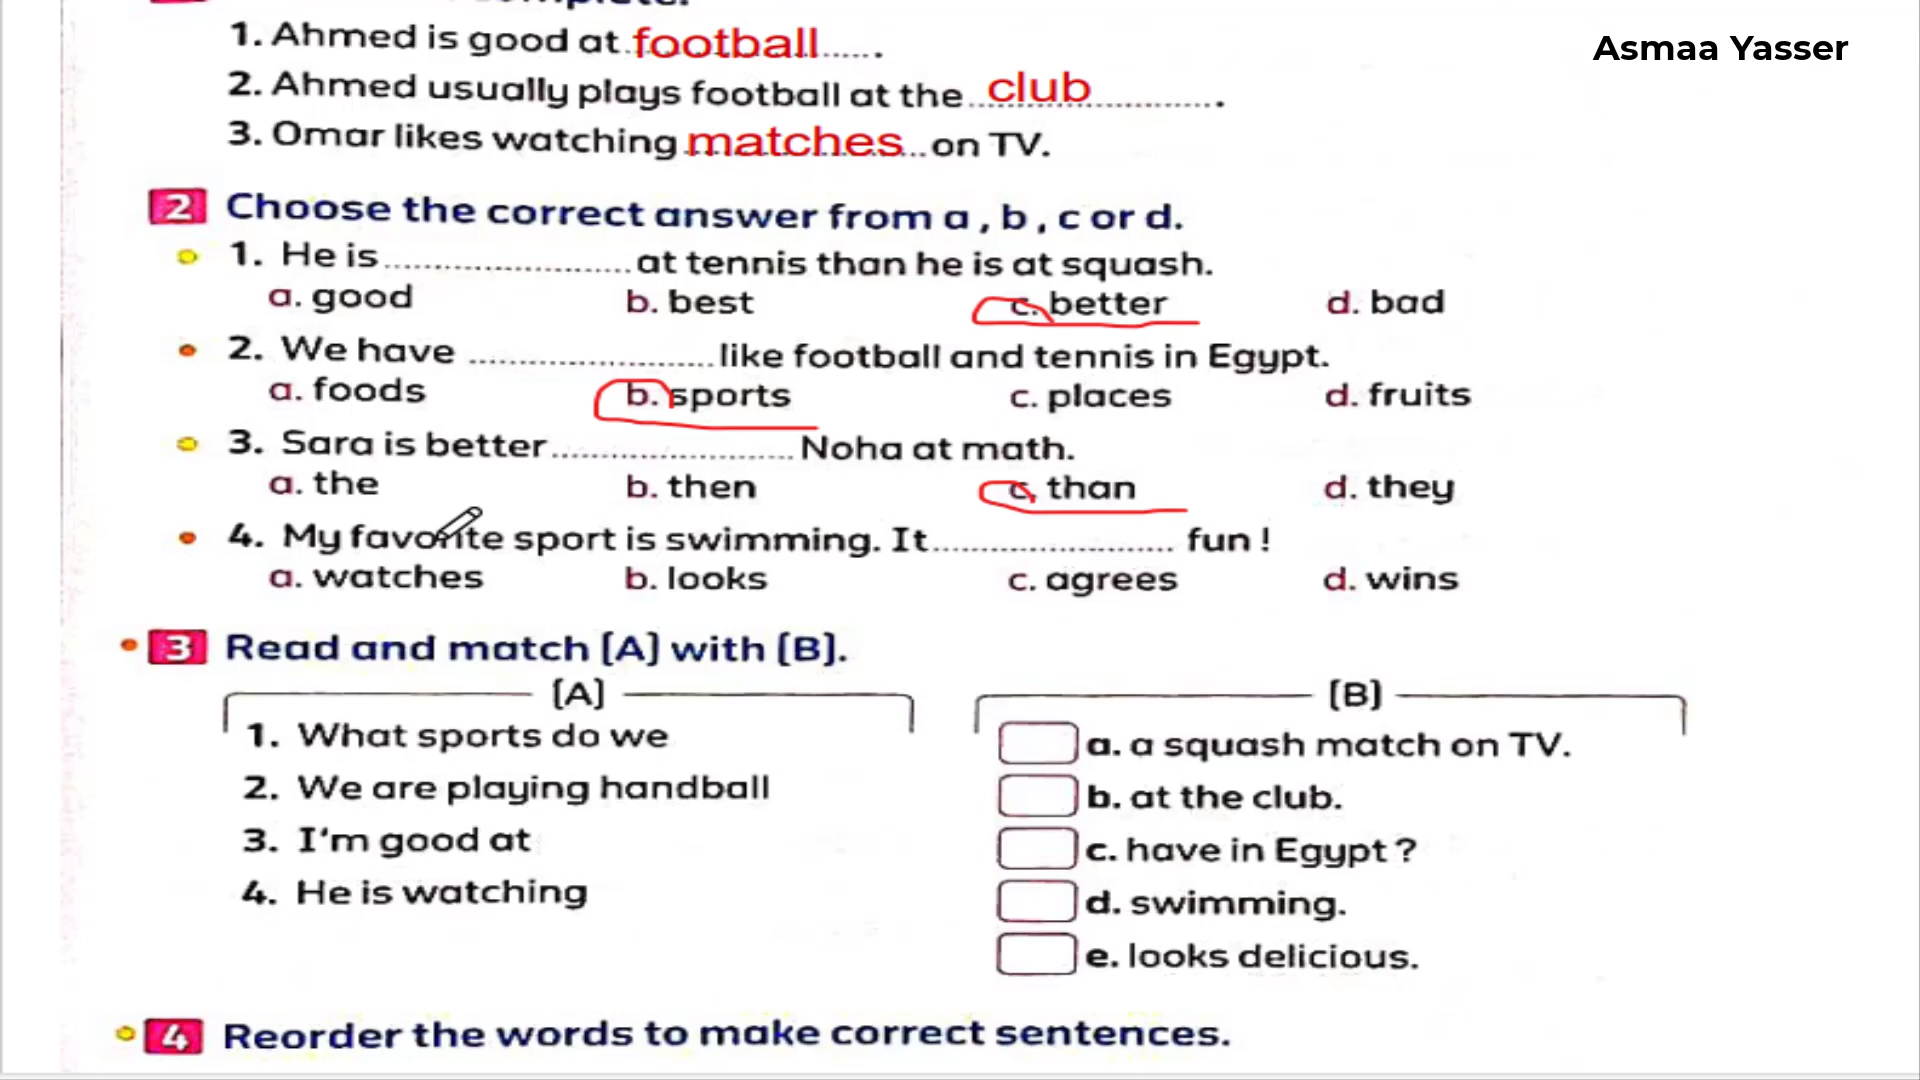 Asmaa Yasser
1. Ahmed is good at football.
2. Ahmed usually plays football at the club.
3. Omar likes watching matches on TV.
2 Choose the correct answer from a , b , c or d.
1. He is ........................ at tennis than he is at squash.
a. good b. best c. better d. bad
2. We have ........................ like football and tennis in Egypt.
a. foods b. sports c. places d. fruits
3. Sara is better ........................ Noha at math.
a. the b. then c. than d. they
4. My favorite sport is swimming. It ........................ fun !
a. watches b. looks c. agrees d. wins
3 Read and match (A) with (B).
(A) (B)
1. What sports do we
2. We are playing handball
3. I'm good at
4. He is watching
a. a squash match on TV.
b. at the club.
c. have in Egypt ?
d. swimming.
e. looks delicious.
4 Reorder the words to make correct sentences.